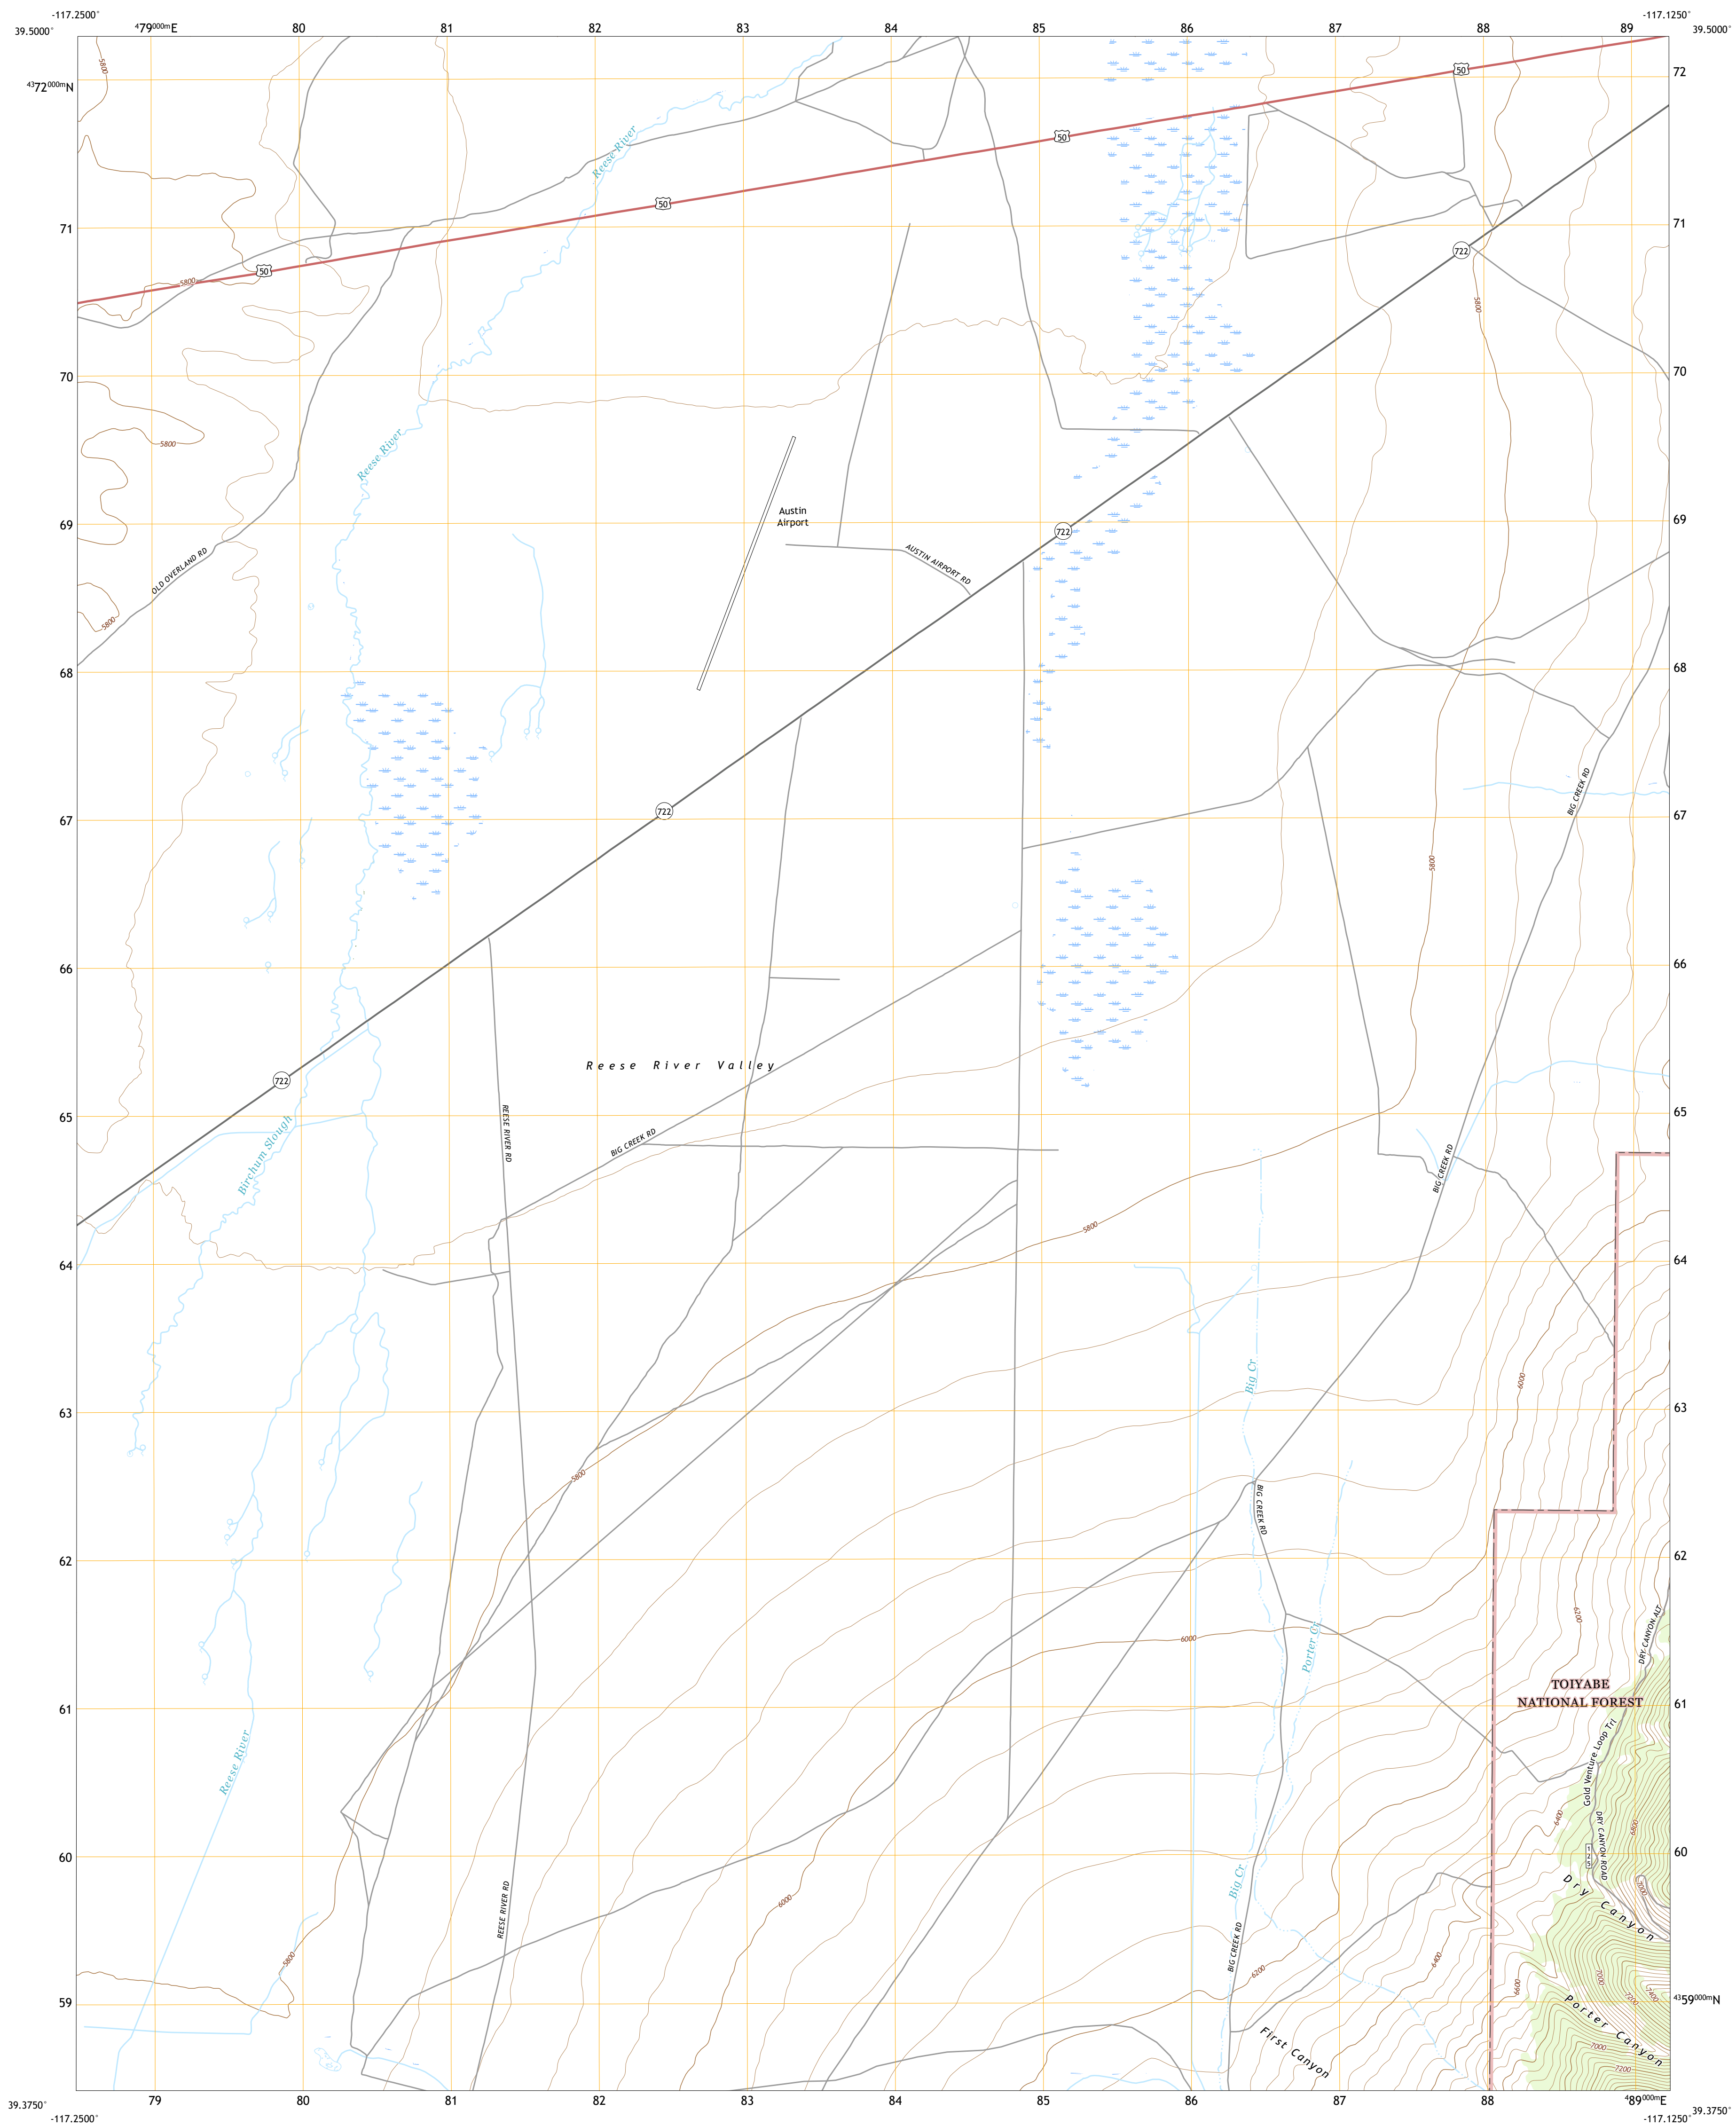 -117.2500°
-117.1250°
39.5000°
⁴79⁰⁰⁰ᵐE
80
81
82
83
84
85
86
87
88
89
39.5000°
5800
⁴³72⁰⁰⁰ᵐN
50
72
Reese River
50
71
50
71
722
50
5800
5800
70
70
5800
Reese River
Austin
Airport
69
722
69
OLD OVERLAND RD
AUSTIN AIRPORT RD
5800
68
68
BIG CREEK RD
67
722
67
5800
66
66
Reese River Valley
722
65
REESE RIVER RD
65
Birchum Slough
BIG CREEK RD
BIG CREEK RD
5800
64
64
Big Cr
6000
63
63
5800
BIG CREEK RD
62
62
6200
DRY CANYON ALT
6000
Porter Cr
TOIYABE
NATIONAL FOREST
61
61
Reese River
Gold Venture Loop Trl
6400
6800
DRY CANYON ROAD
60
125
60
Big Cr
7000
6000
REESE RIVER RD
Dry Canyon
BIG CREEK RD
5800
6200
6400
6600
7000
7200
7400
59
⁴³59⁰⁰⁰ᵐN
Porter Canyon
First Canyon
7000
7200
39.3750°
79
80
81
82
83
84
85
86
87
88
⁴89⁰⁰⁰ᵐE
39.3750°
-117.2500°
-117.1250°